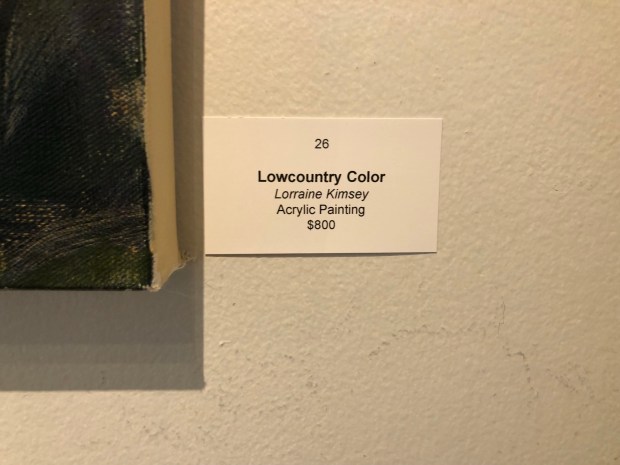 26
Lowcountry Color
Lorraine Kimsey
Acrylic Painting
$800